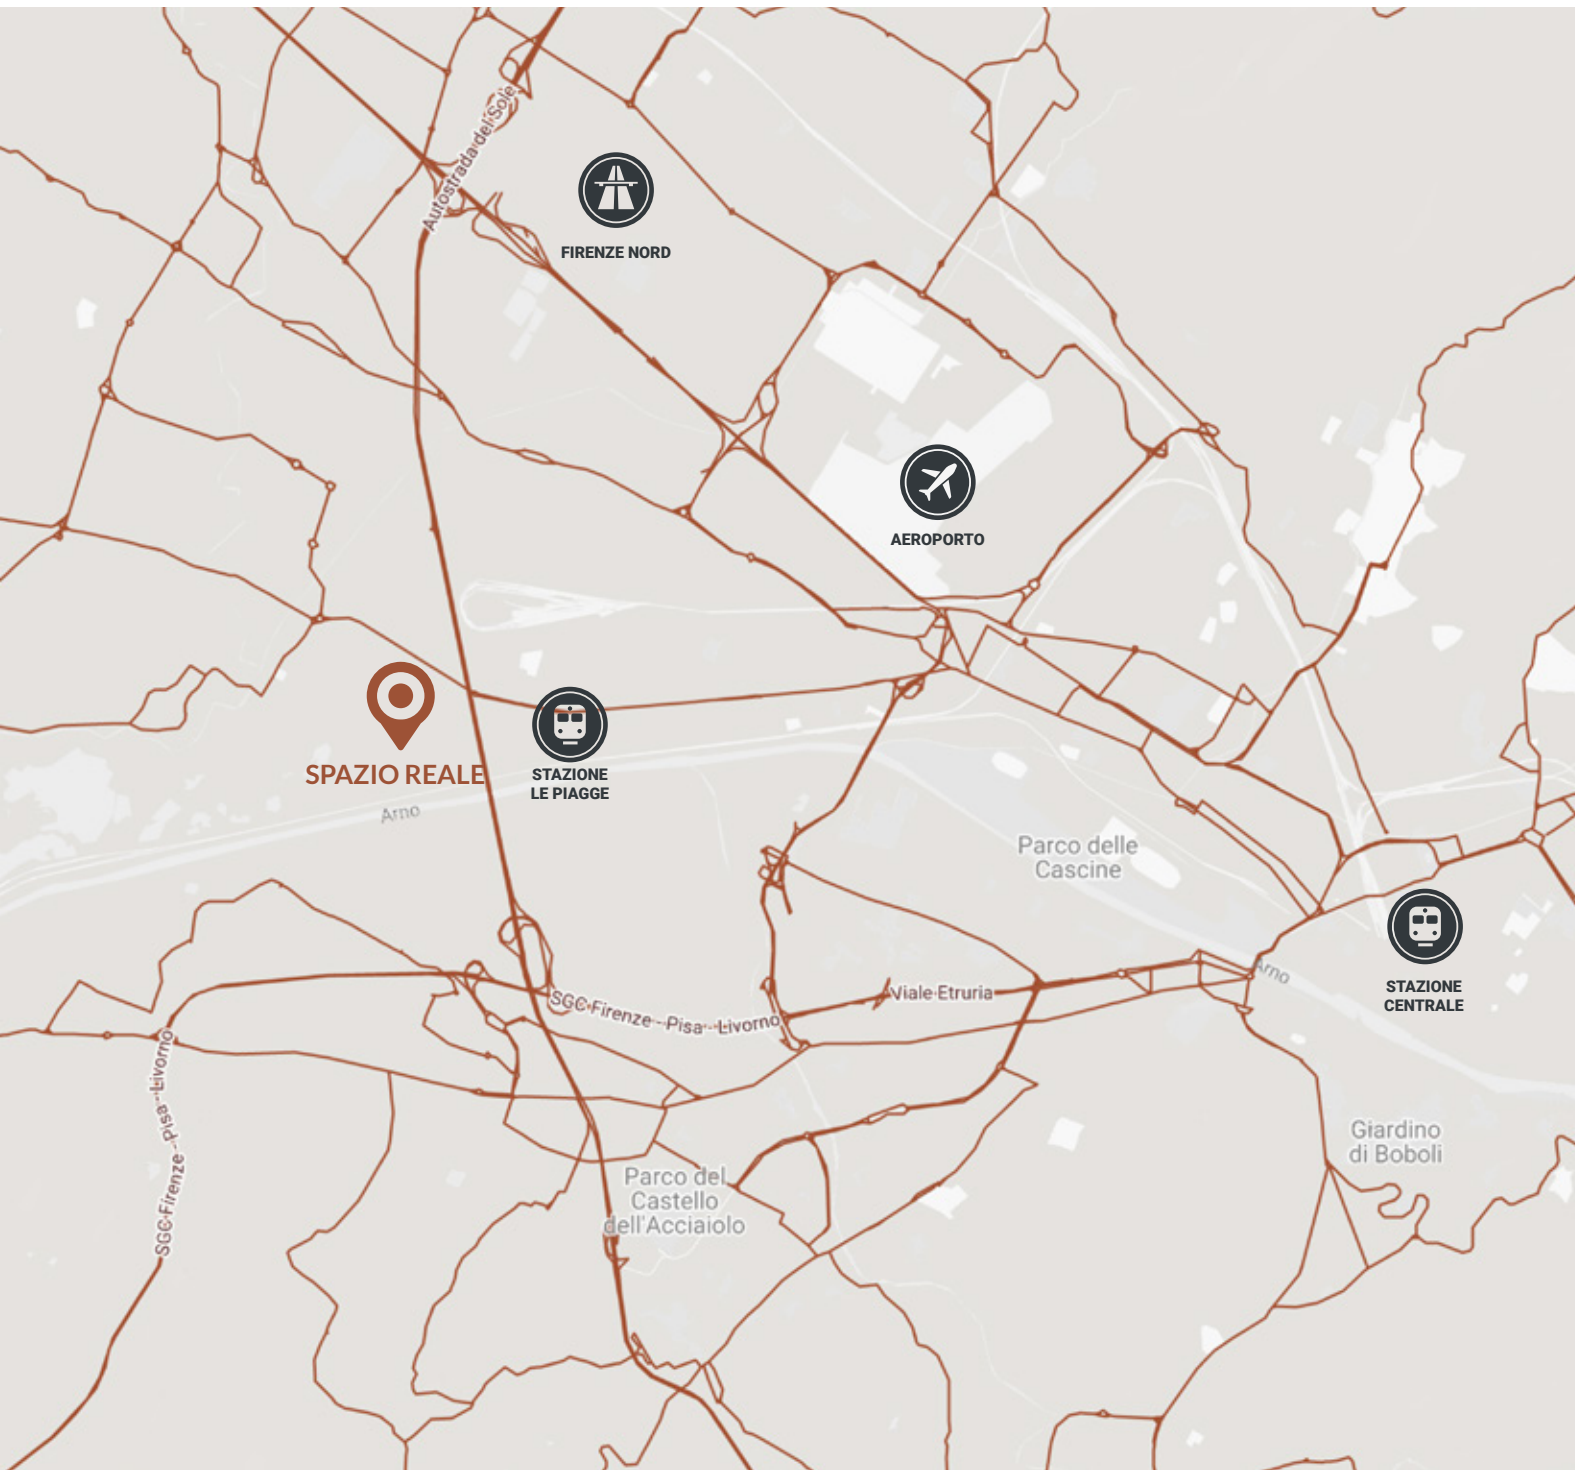 Autostrada del Sole
FIRENZE NORD
AEROPORTO
SPAZIO REALE
STAZIONE
LE PIAGGE
Arno
Parco delle
Cascine
STAZIONE
CENTRALE
Arno
Viale Etruria
SGC Firenze - Pisa - Livorno
SGC Firenze - Pisa - Livorno
Giardino
di Boboli
Parco del
Castello
dell'Acciaiolo